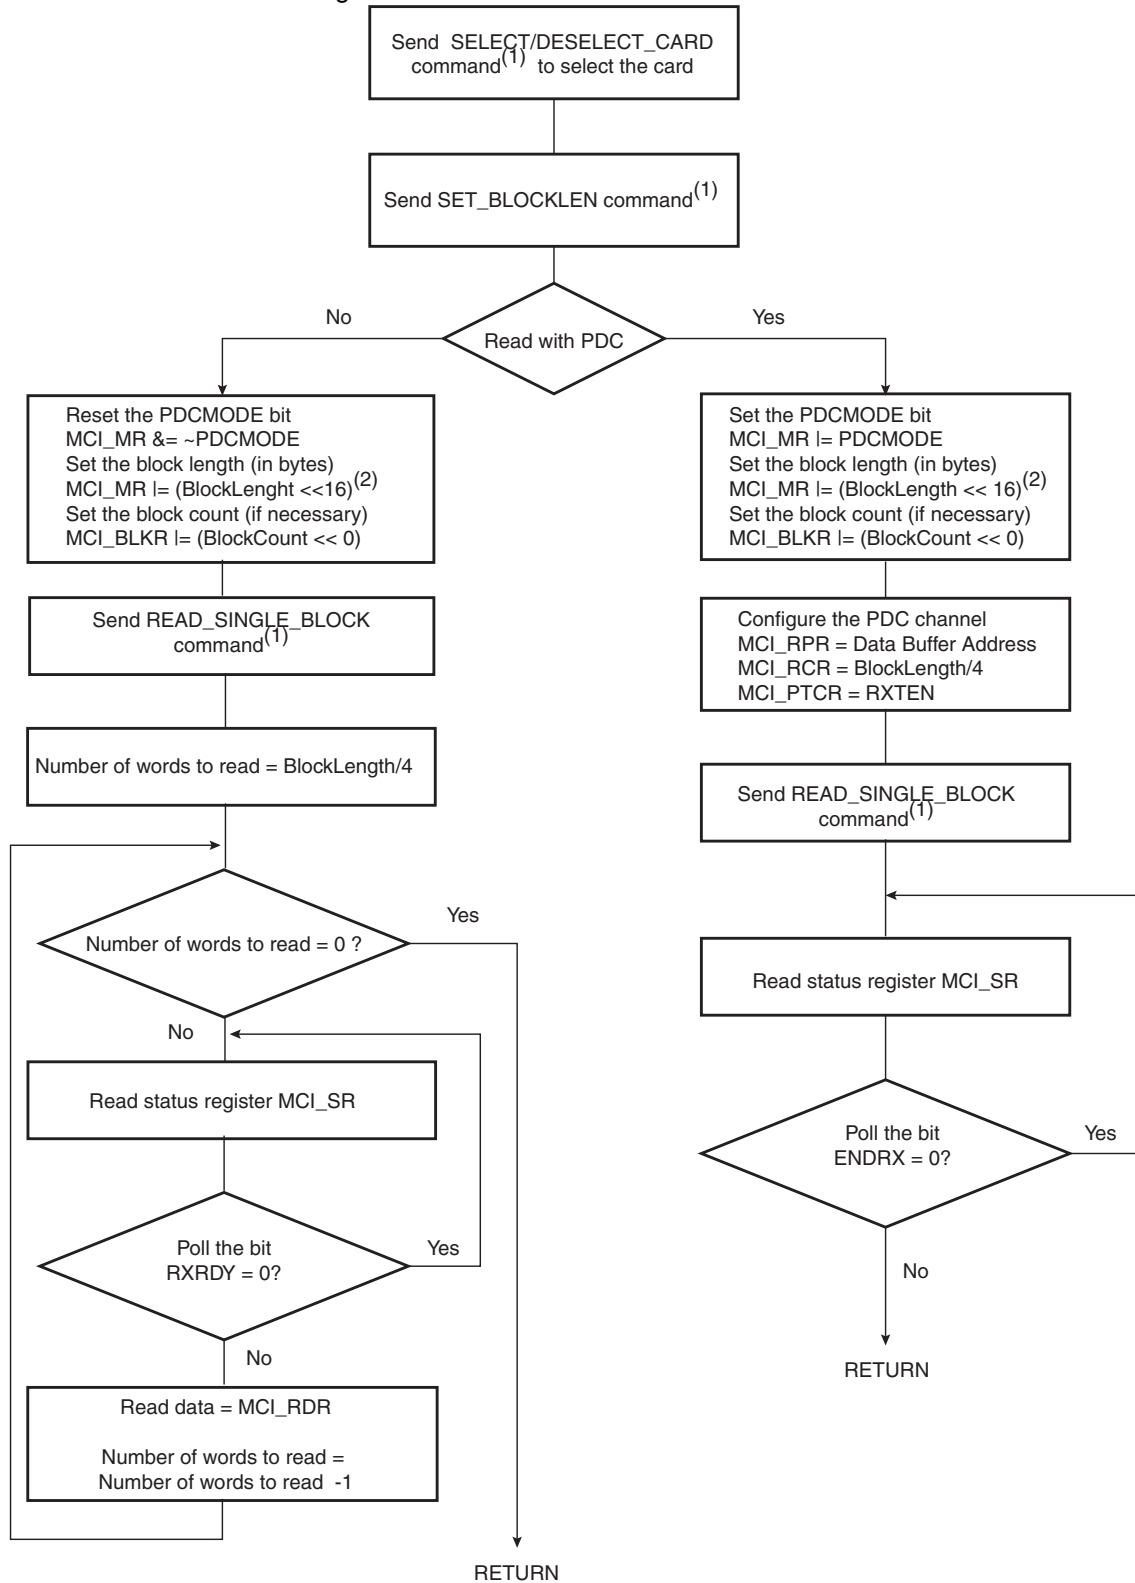 Send SELECT/DESELECT_CARD
command(1) to select the card
Send SET_BLOCKLEN command(1)
No
Yes
Read with PDC
Reset the PDCMODE bit
MCI_MR &= ~PDCMODE
Set the block length (in bytes)
MCI_MR |= (BlockLenght <<16)(2)
Set the block count (if necessary)
MCI_BLKR |= (BlockCount << 0)
Send READ_SINGLE_BLOCK
command(1)
Number of words to read = BlockLength/4
Number of words to read = 0 ?
Yes
No
Read status register MCI_SR
Poll the bit
RXRDY = 0?
Yes
No
Read data = MCI_RDR
Number of words to read =
Number of words to read -1
RETURN
Set the PDCMODE bit
MCI_MR |= PDCMODE
Set the block length (in bytes)
MCI_MR |= (BlockLength << 16)(2)
Set the block count (if necessary)
MCI_BLKR |= (BlockCount << 0)
Configure the PDC channel
MCI_RPR = Data Buffer Address
MCI_RCR = BlockLength/4
MCI_PTCR = RXTEN
Send READ_SINGLE_BLOCK
command(1)
Read status register MCI_SR
Poll the bit
ENDRX = 0?
Yes
No
RETURN